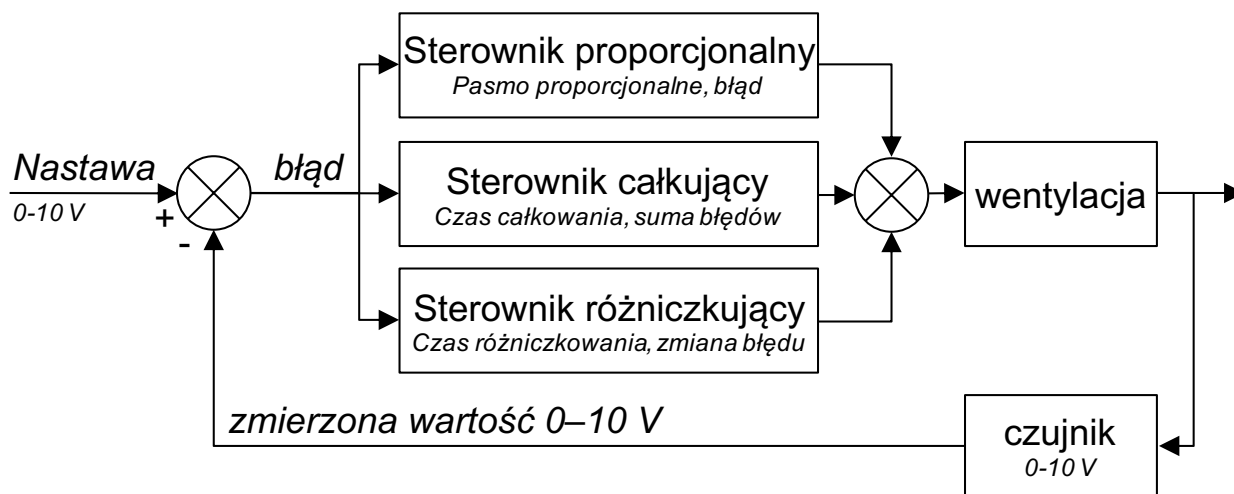 Sterownik proporcjonalny
Pasmo proporcjonalne, błąd
Nastawa
0-10 V
+
-
błąd
Sterownik całkujący
Czas całkowania, suma błędów
wentylacja
Sterownik różniczkujący
Czas różniczkowania, zmiana błędu
zmierzona wartość 0–10 V
czujnik
0-10 V